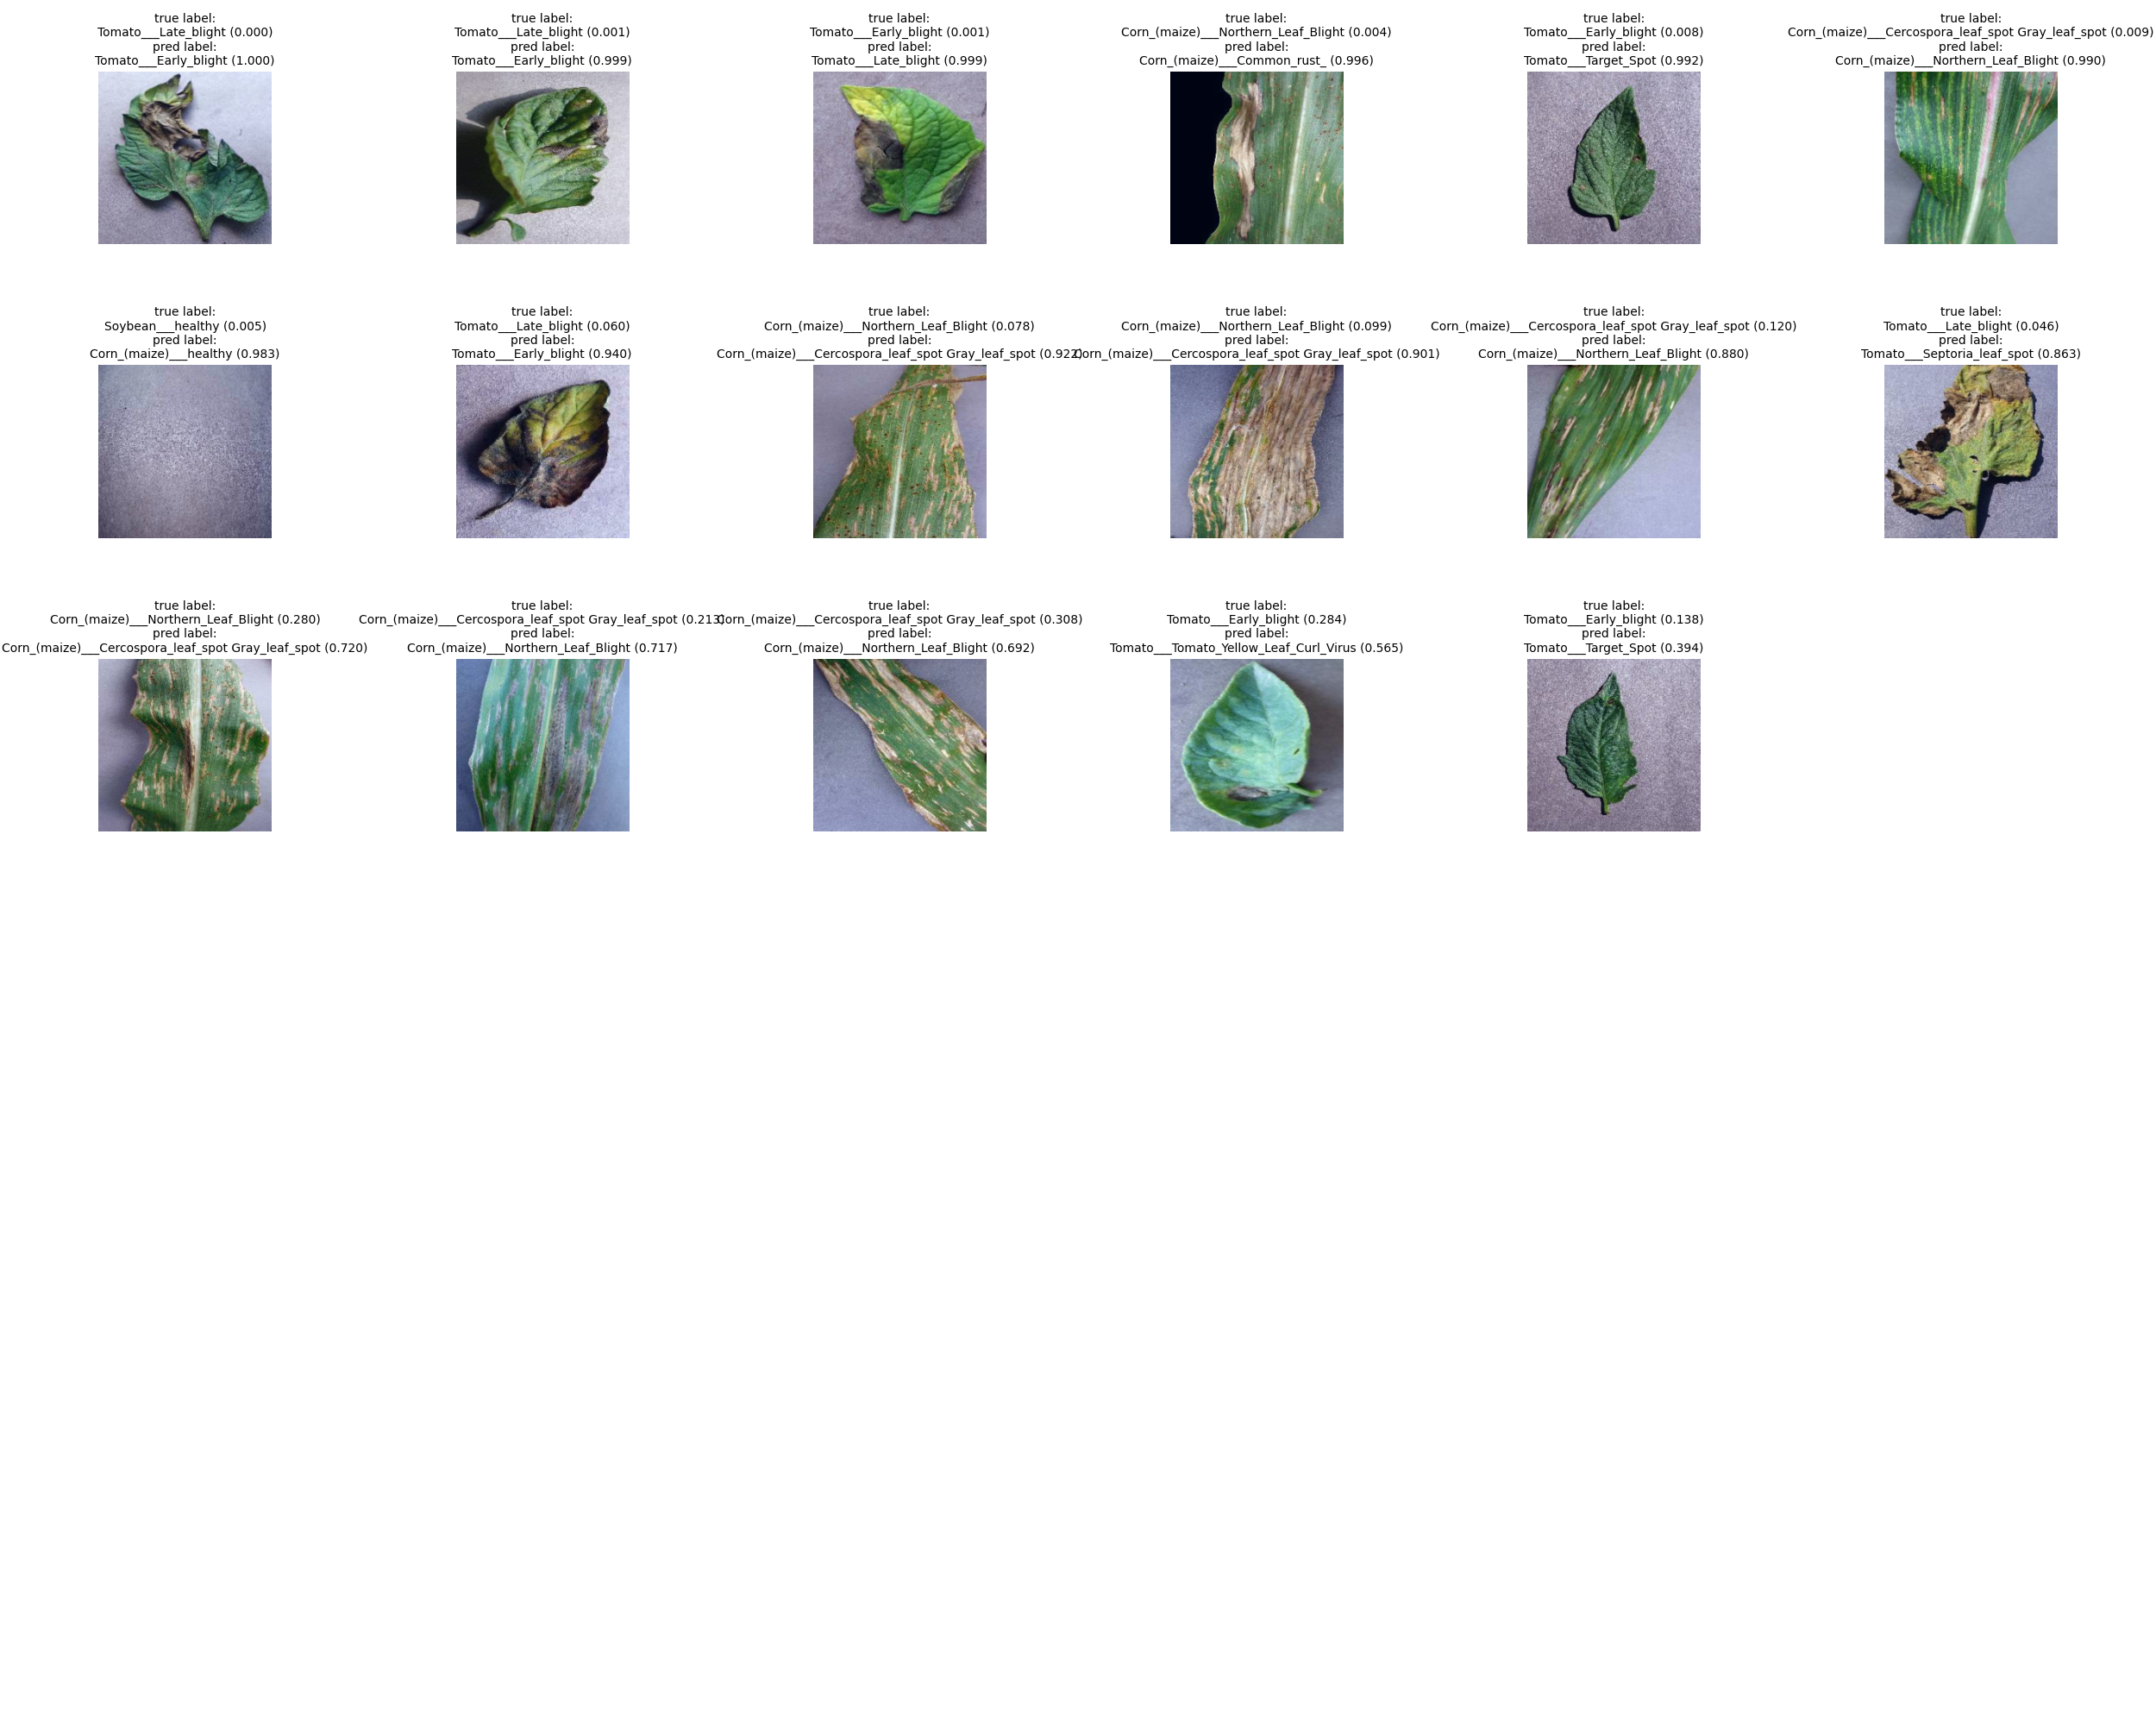 true label:
Tomato___Late_blight (0.000)
pred label:
Tomato___Early_blight (1.000)
true label:
Tomato___Late_blight (0.001)
pred label:
Tomato___Early_blight (0.999)
true label:
Tomato___Early_blight (0.001)
pred label:
Tomato___Late_blight (0.999)
true label:
Corn_(maize)___Northern_Leaf_Blight (0.004)
pred label:
Corn_(maize)___Common_rust_ (0.996)
true label:
Tomato___Early_blight (0.008)
pred label:
Tomato___Target_Spot (0.992)
true label:
Corn_(maize)___Cercospora_leaf_spot Gray_leaf_spot (0.009)
pred label:
Corn_(maize)___Northern_Leaf_Blight (0.990)
true label:
Soybean___healthy (0.005)
pred label:
Corn_(maize)___healthy (0.983)
true label:
Tomato___Late_blight (0.060)
pred label:
Tomato___Early_blight (0.940)
true label:
Corn_(maize)___Northern_Leaf_Blight (0.078)
pred label:
Corn_(maize)___Cercospora_leaf_spot Gray_leaf_spot (0.922)
true label:
Corn_(maize)___Northern_Leaf_Blight (0.099)
pred label:
Corn_(maize)___Cercospora_leaf_spot Gray_leaf_spot (0.901)
true label:
Corn_(maize)___Cercospora_leaf_spot Gray_leaf_spot (0.120)
pred label:
Corn_(maize)___Northern_Leaf_Blight (0.880)
true label:
Tomato___Late_blight (0.046)
pred label:
Tomato___Septoria_leaf_spot (0.863)
true label:
Corn_(maize)___Northern_Leaf_Blight (0.280)
pred label:
Corn_(maize)___Cercospora_leaf_spot Gray_leaf_spot (0.720)
true label:
Corn_(maize)___Cercospora_leaf_spot Gray_leaf_spot (0.213)
pred label:
Corn_(maize)___Northern_Leaf_Blight (0.717)
true label:
Corn_(maize)___Cercospora_leaf_spot Gray_leaf_spot (0.308)
pred label:
Corn_(maize)___Northern_Leaf_Blight (0.692)
true label:
Tomato___Early_blight (0.284)
pred label:
Tomato___Tomato_Yellow_Leaf_Curl_Virus (0.565)
true label:
Tomato___Early_blight (0.138)
pred label:
Tomato___Target_Spot (0.394)